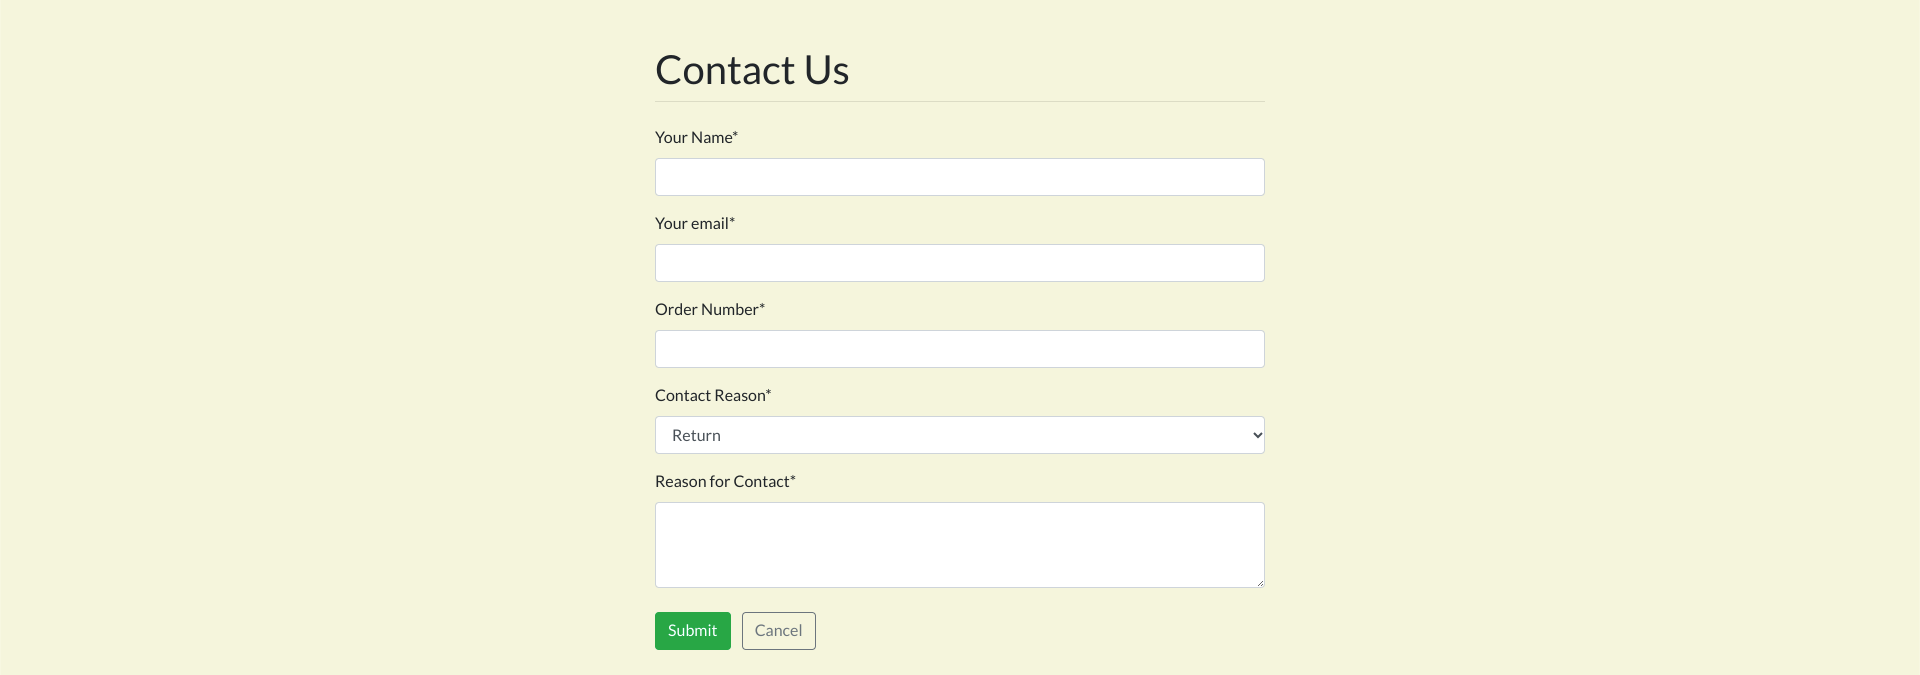 Contact Us
Your Name*
Your email*
Order Number*
Contact Reason*
Return
Reason for Contact*
Submit Cancel